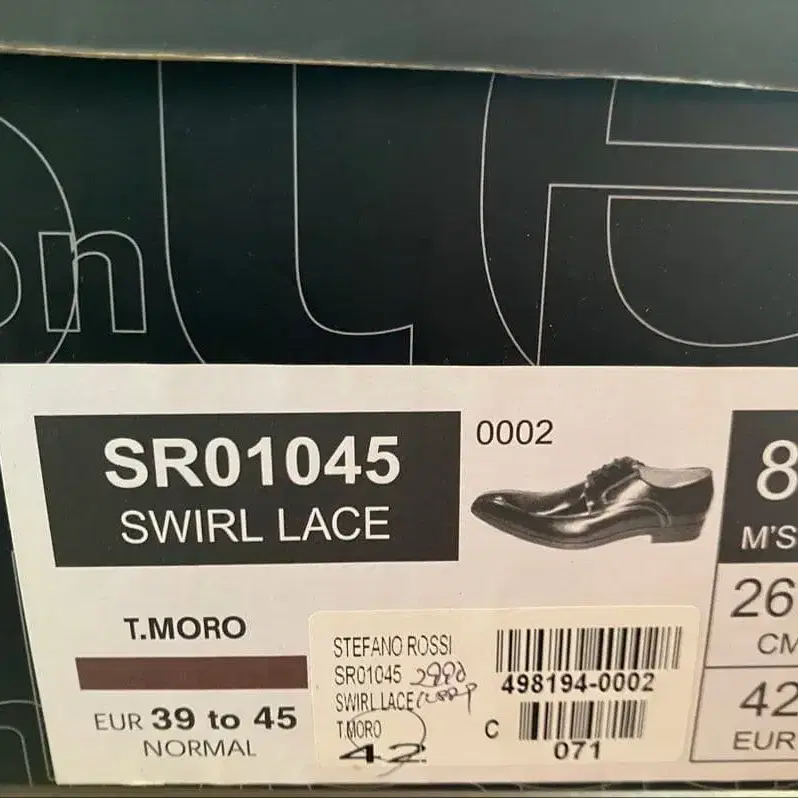 on
SR01045
SWIRL LACE
0002
8
M'S
26
CM
42
EUR
T.MORO
EUR 39 to 45
NORMAL
STEFANO ROSSI
SR01045
SWIRL LACE
T.MORO
42
498194-0002
C
071